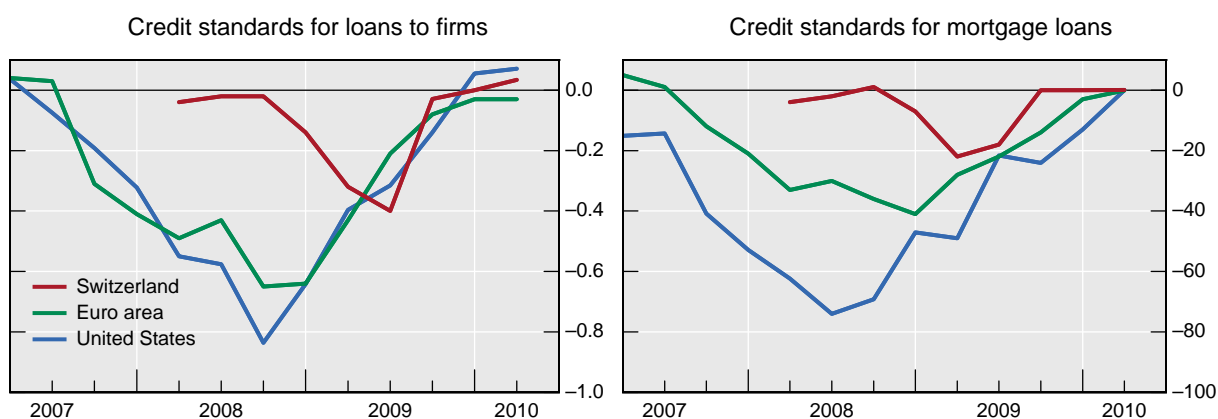 Credit standards for loans to firms
0.0
–0.2
–0.4
–0.6
–0.8
–1.0
Switzerland
Euro area
United States
2007 2008 2009 2010
Credit standards for mortgage loans
0
–20
–40
–60
–80
–100
2007 2008 2009 2010